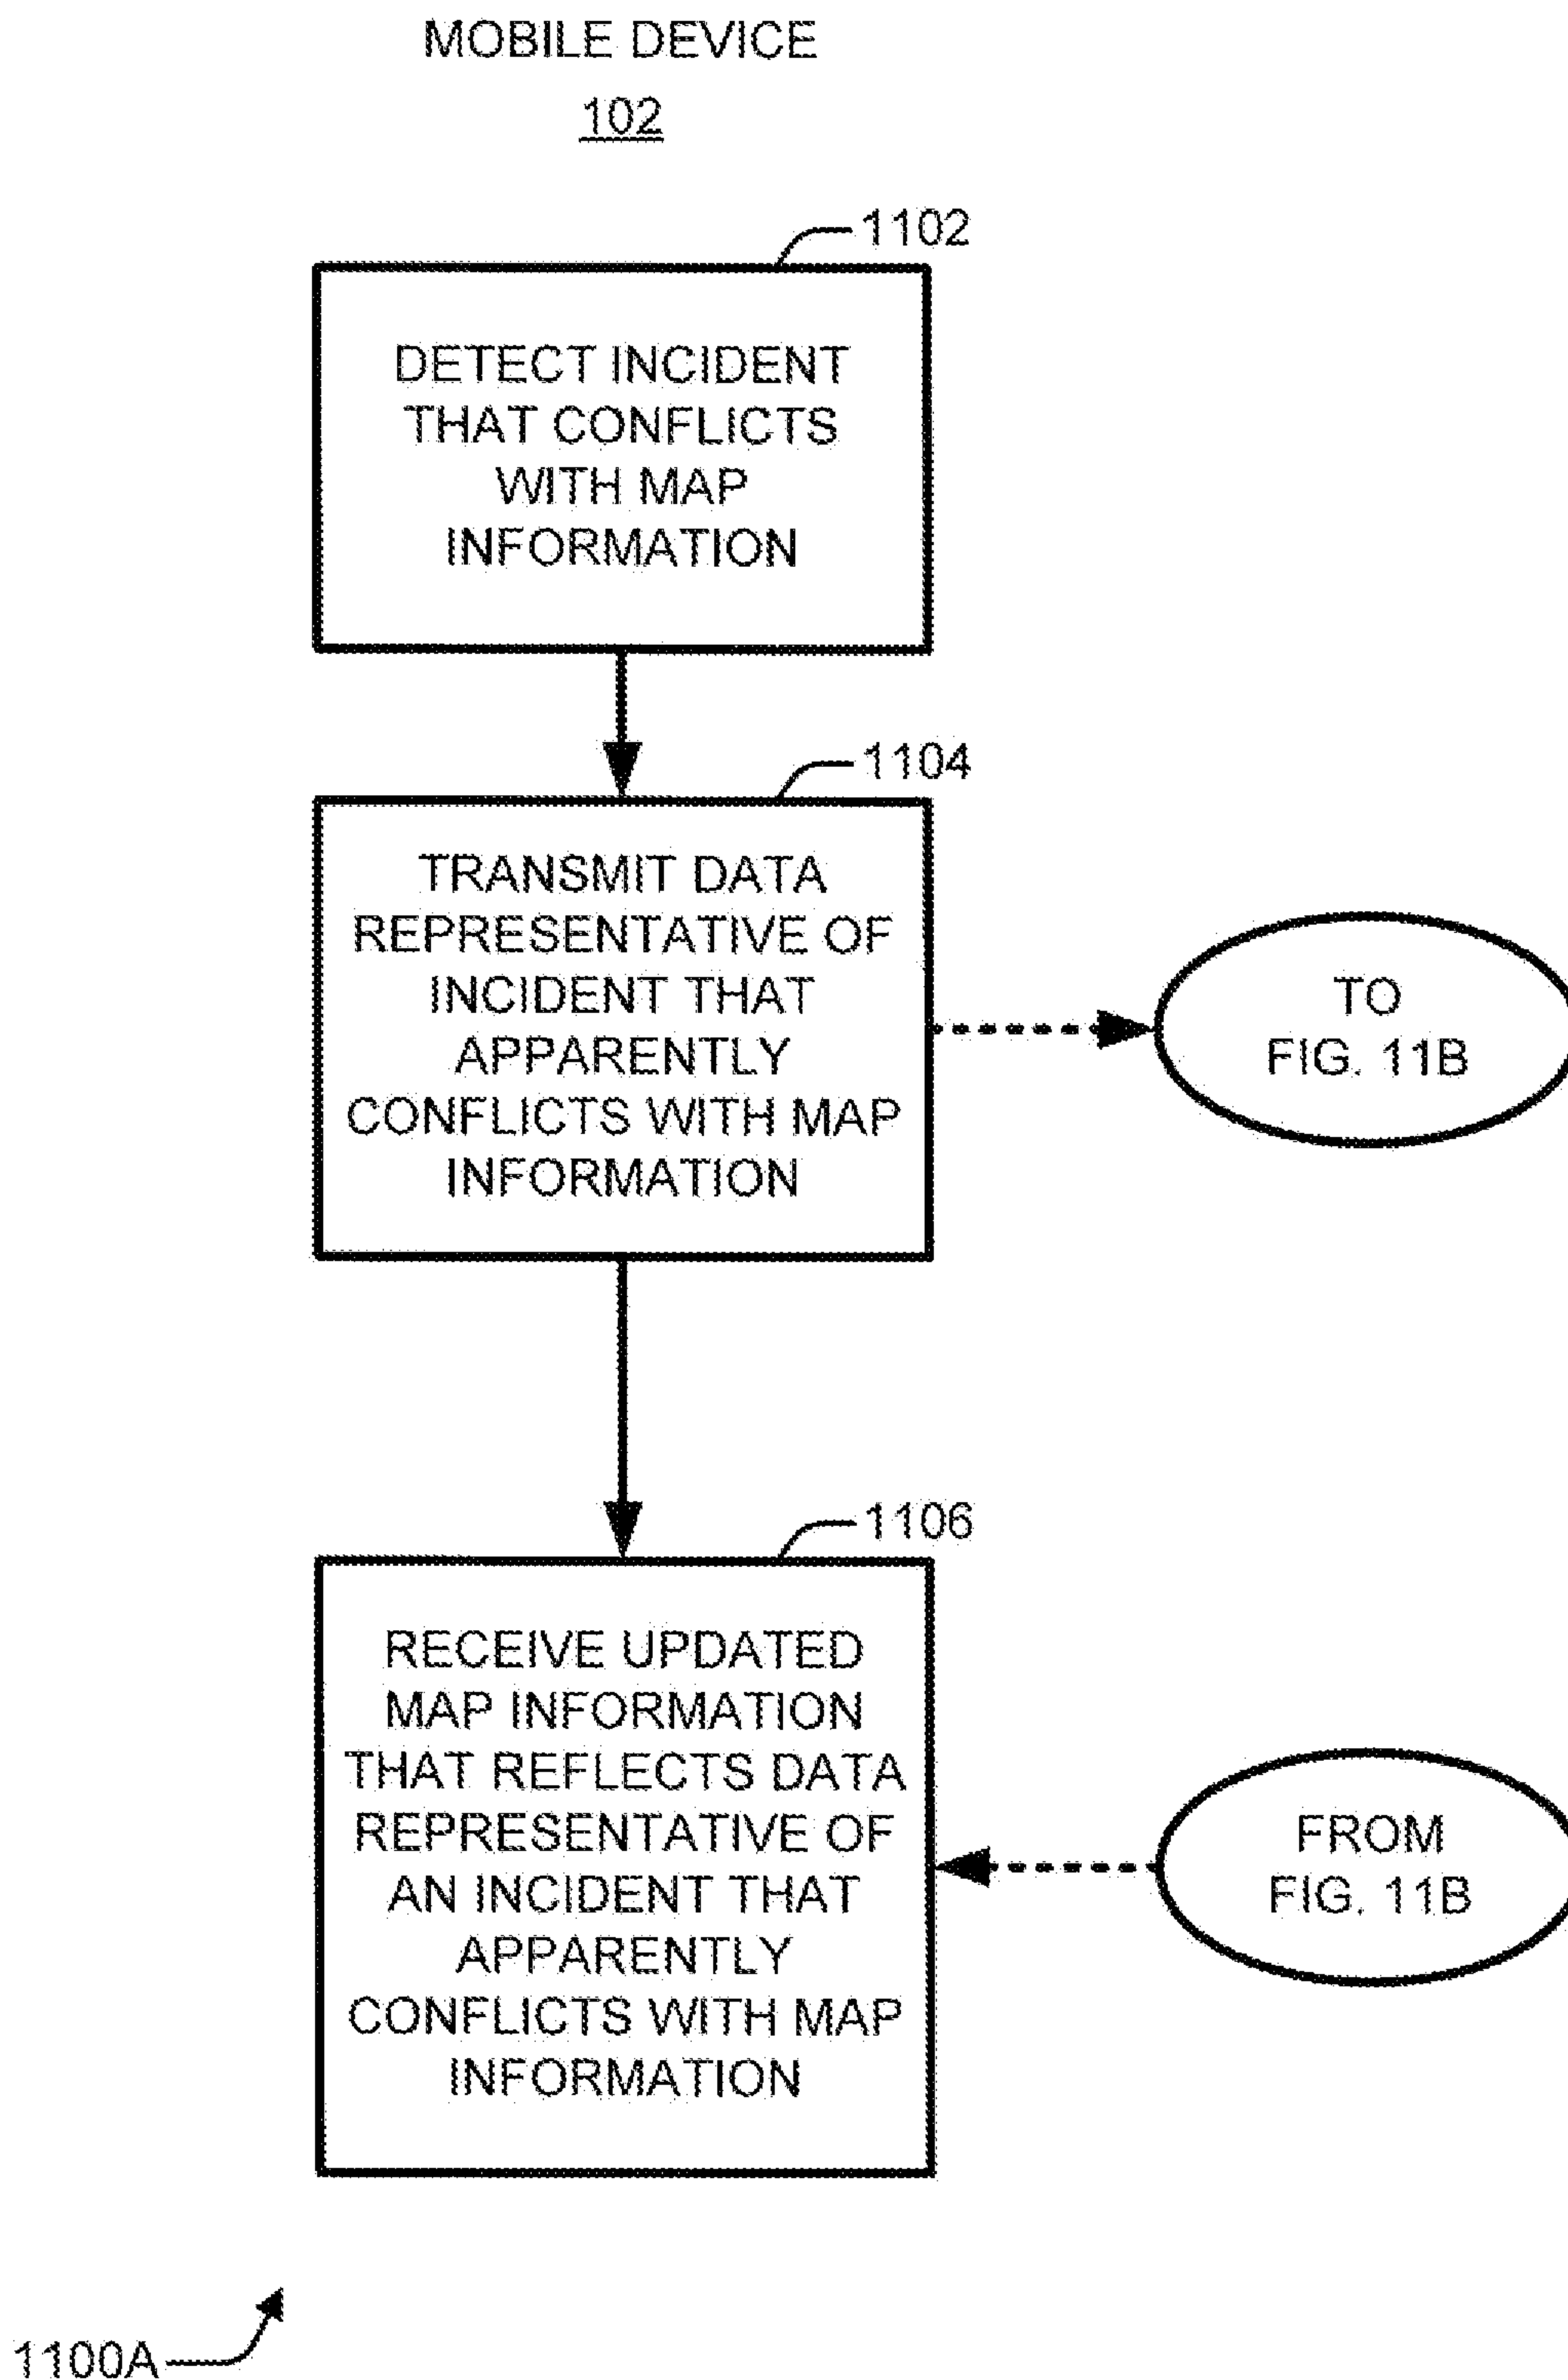 MOBILE DEVICE
102
1102
DETECT INCIDENT
THAT CONFLICTS
WITH MAP
INFORMATION
1104
TRANSMIT DATA
REPRESENTATIVE OF
INCIDENT THAT
APPARENTLY
CONFLICTS WITH MAP
INFORMATION
TO
FIG. 11B
1106
RECEIVE UPDATED
MAP INFORMATION
THAT REFLECTS DATA
REPRESENTATIVE OF
AN INCIDENT THAT
APPARENTLY
CONFLICTS WITH MAP
INFORMATION
FROM
FIG. 11B
1100A